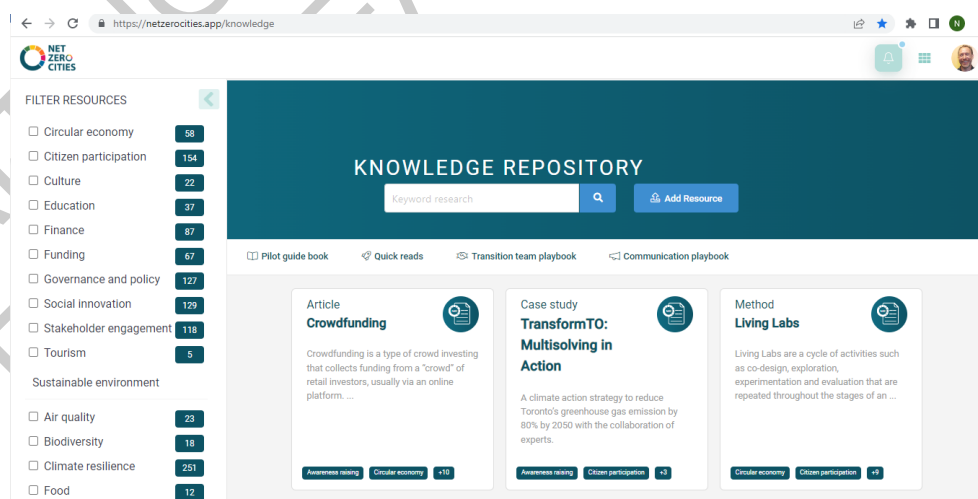 https://netzerocities.app/knowledge
N
NET
ZERO
CITIES
FILTER RESOURCES
Circular economy 58
Citizen participation 154
Culture 22
Education 37
Finance 87
Funding 67
Governance and policy 127
Social innovation 129
Stakeholder engagement 118
Tourism 5
Sustainable environment
Air quality 23
Biodiversity 18
Climate resilience 251
Food 12
KNOWLEDGE REPOSITORY
Keyword research
Add Resource
Pilot guide book Quick reads Transition team playbook Communication playbook
Article
Crowdfunding
Crowdfunding is a type of crowd investing
that collects funding from a "crowd" of
retail investors, usually via an online
platform. ...
Awareness raising Circular economy +10
Case study
TransformTO:
Multisolving in
Action
A climate action strategy to reduce
Toronto's greenhouse gas emission by
80% by 2050 with the collaboration of
experts.
Awareness raising Citizen participation +3
Method
Living Labs
Living Labs are a cycle of activities such
as co-design, exploration,
experimentation and evaluation that are
repeated throughout the stages of an ...
Circular economy Citizen participation +9